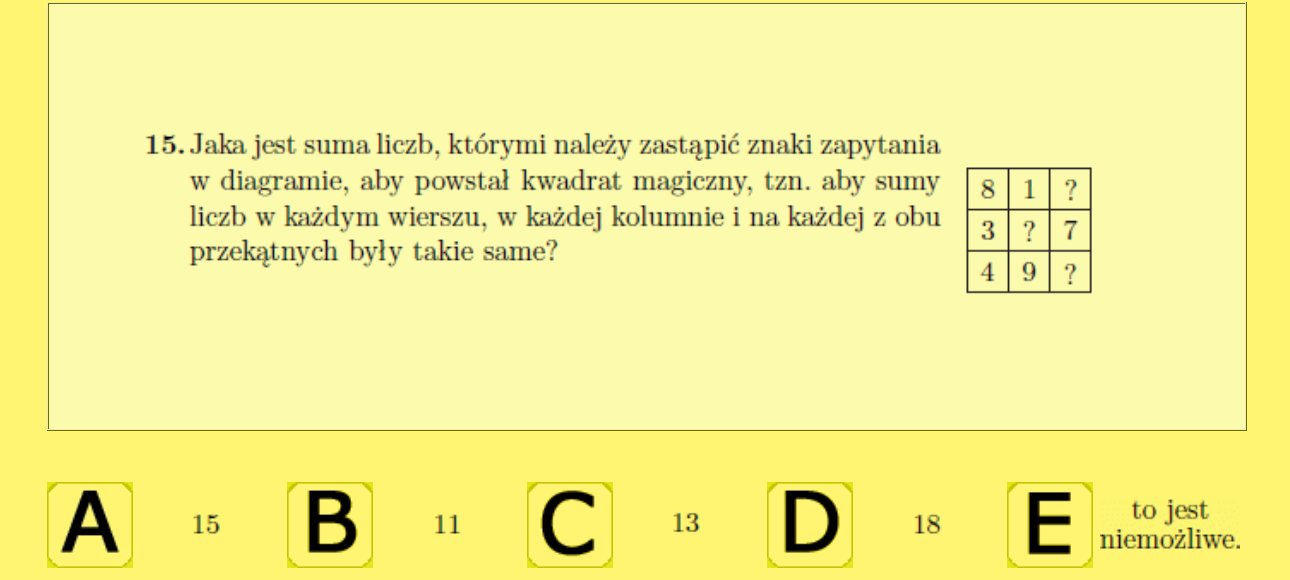 15. Jaka jest suma liczb, którymi należy zastąpić znaki zapytania
w diagramie, aby powstał kwadrat magiczny, tzn. aby sumy
liczb w każdym wierszu, w każdej kolumnie i na każdej z obu
przekątnych były takie same?
8 1 ?
3 ? 7
4 9 ?
A 15 B 11 C 13 D 18 E to jest
niemożliwe.